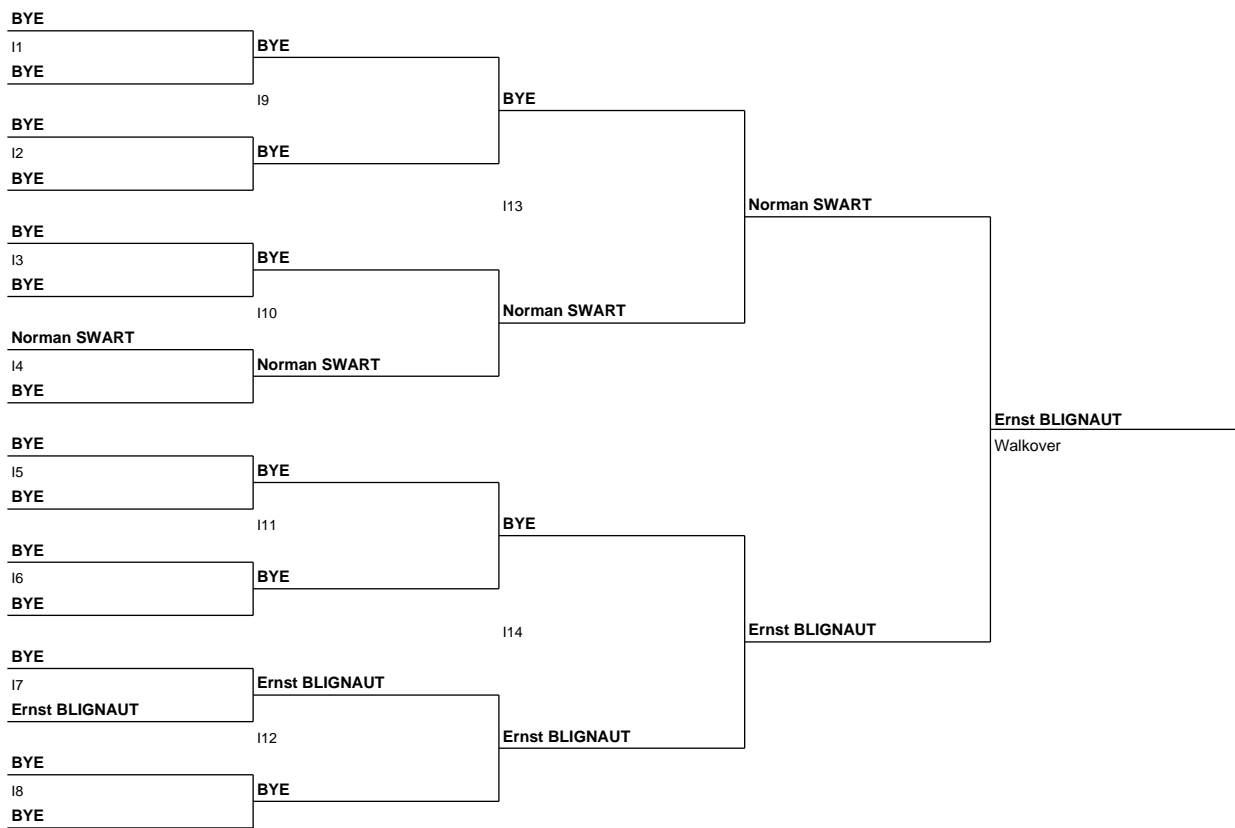 BYE
I1
BYE
BYE
I9
BYE
BYE
I2
BYE
BYE
I13
Norman SWART
BYE
I3
BYE
BYE
I10
Norman SWART
Norman SWART
I4
Norman SWART
BYE
Ernst BLIGNAUT
Walkover
BYE
I5
BYE
BYE
I11
BYE
BYE
I6
BYE
BYE
I14
Ernst BLIGNAUT
BYE
I7
Ernst BLIGNAUT
Ernst BLIGNAUT
I12
Ernst BLIGNAUT
BYE
I8
BYE
BYE